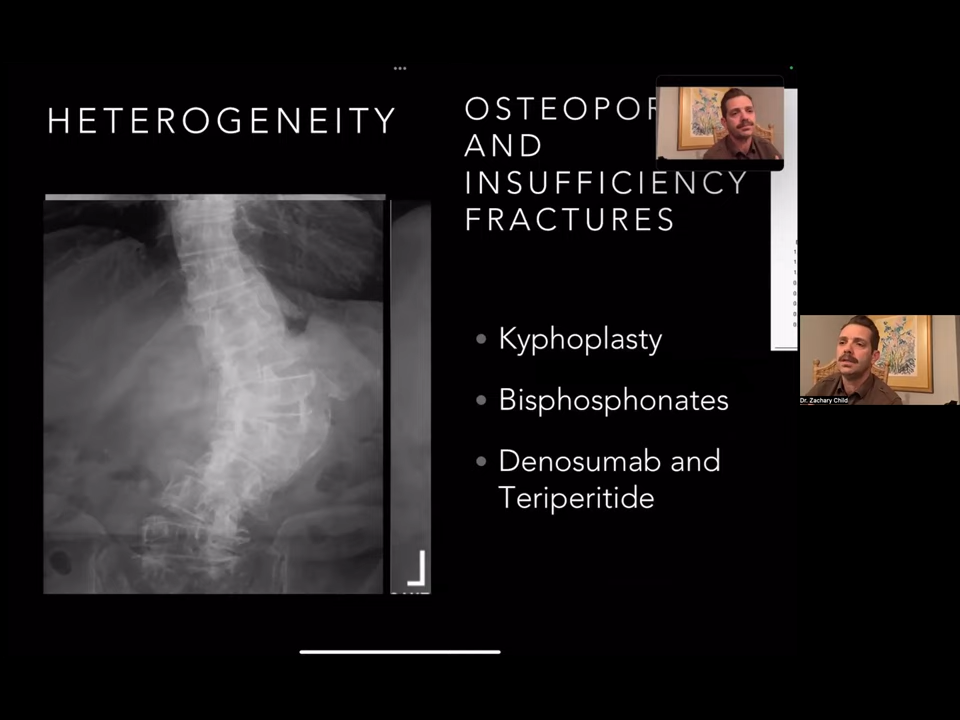 HETEROGENEITY
OSTEOPOR
AND
INSUFFICIENCY
FRACTURES
• Kyphoplasty
• Bisphosphonates
• Denosumab and
Teriperitide
L
Dr. Zachary Child